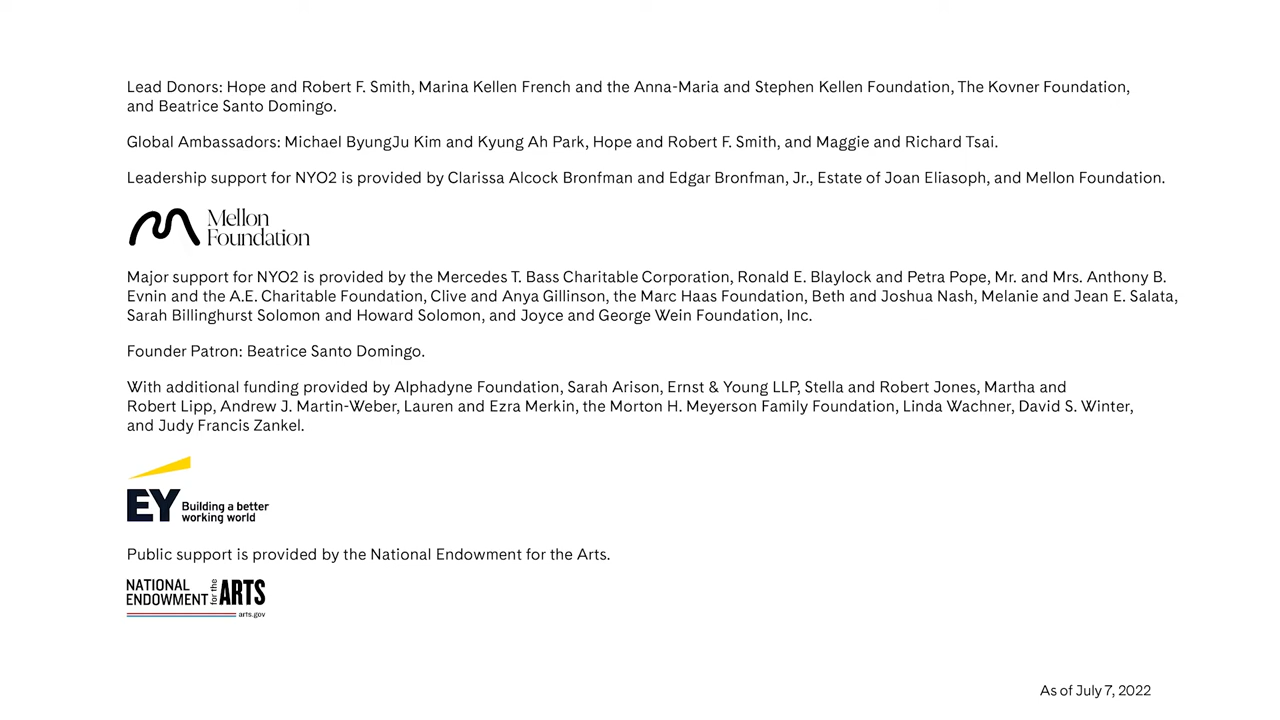 Lead Donors: Hope and Robert F. Smith, Marina Kellen French and the Anna-Maria and Stephen Kellen Foundation, The Kovner Foundation,
and Beatrice Santo Domingo.
Global Ambassadors: Michael ByungJu Kim and Kyung Ah Park, Hope and Robert F. Smith, and Maggie and Richard Tsai.
Leadership support for NYO2 is provided by Clarissa Alcock Bronfman and Edgar Bronfman, Jr., Estate of Joan Eliasoph, and Mellon Foundation.
Mellon
Foundation
Major support for NYO2 is provided by the Mercedes T. Bass Charitable Corporation, Ronald E. Blaylock and Petra Pope, Mr. and Mrs. Anthony B.
Evnin and the A.E. Charitable Foundation, Clive and Anya Gillinson, the Marc Haas Foundation, Beth and Joshua Nash, Melanie and Jean E. Salata,
Sarah Billinghurst Solomon and Howard Solomon, and Joyce and George Wein Foundation, Inc.
Founder Patron: Beatrice Santo Domingo.
With additional funding provided by Alphadyne Foundation, Sarah Arison, Ernst & Young LLP, Stella and Robert Jones, Martha and
Robert Lipp, Andrew J. Martin-Weber, Lauren and Ezra Merkin, the Morton H. Meyerson Family Foundation, Linda Wachner, David S. Winter,
and Judy Francis Zankel.
EY Building a better
working world
Public support is provided by the National Endowment for the Arts.
NATIONAL
ENDOWMENT for the ARTS
arts.gov
As of July 7, 2022